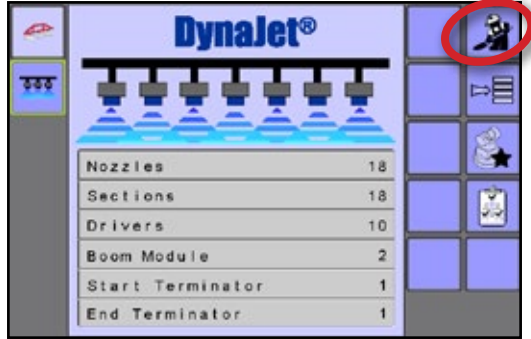 DynaJet®
Nozzles 18
Sections 18
Drivers 10
Boom Module 2
Start Terminator 1
End Terminator 1